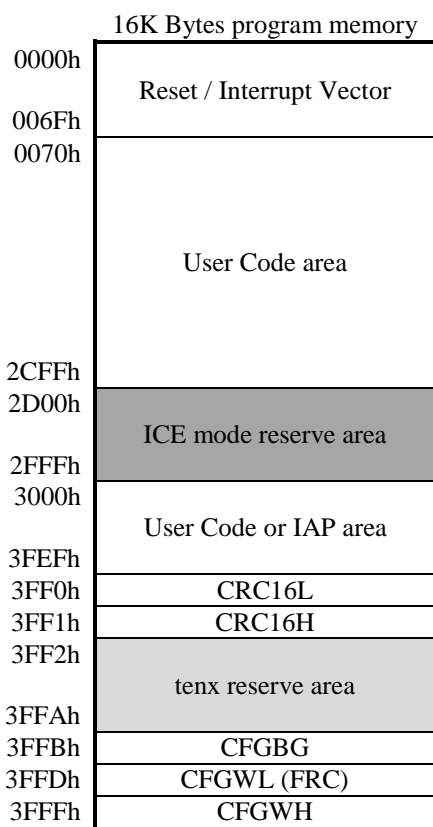 16K Bytes program memory
0000h
Reset / Interrupt Vector
006Fh
0070h
User Code area
2CFFh
2D00h
ICE mode reserve area
2FFFh
3000h
User Code or IAP area
3FEFh
3FF0h CRC16L
3FF1h CRC16H
3FF2h
tenx reserve area
3FFAh
3FFBh CFGBG
3FFDh CFGWL (FRC)
3FFFh CFGWH